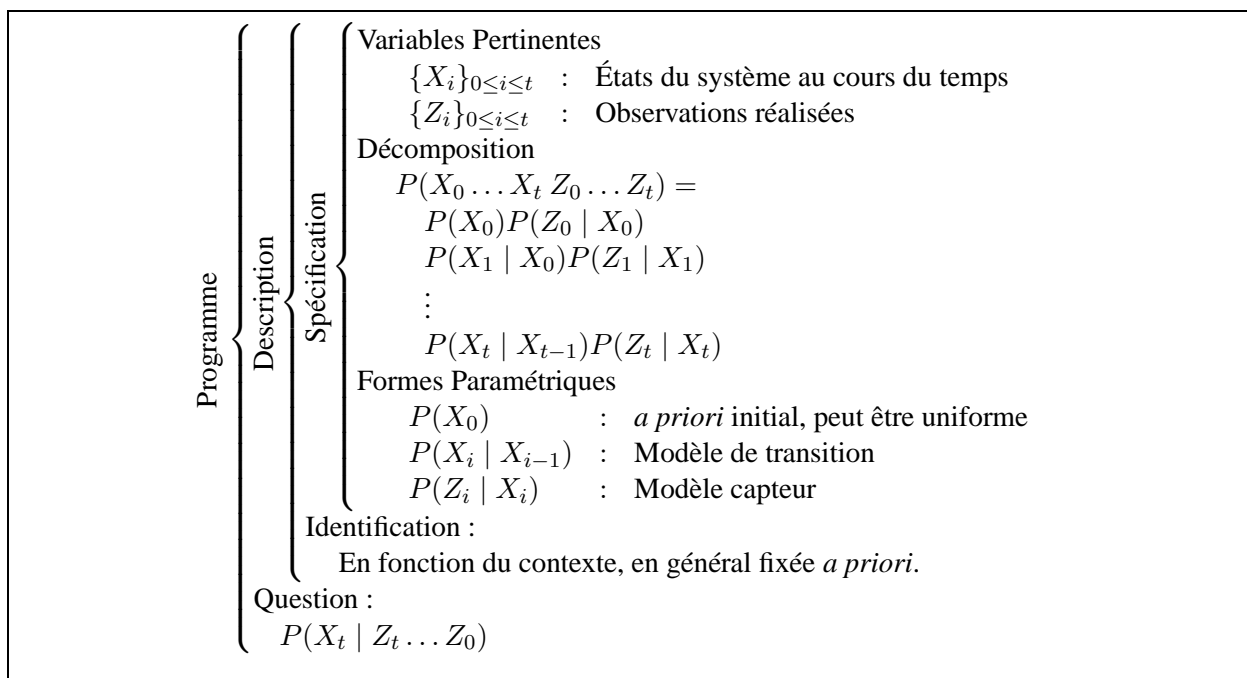 Programme
Description
Spécification
Variables Pertinentes
{X_i}_{0≤i≤t} : États du système au cours du temps
{Z_i}_{0≤i≤t} : Observations réalisées
Décomposition
P(X_0 … X_t Z_0 … Z_t) =
P(X_0)P(Z_0 | X_0)
P(X_1 | X_0)P(Z_1 | X_1)
⋮
P(X_t | X_{t−1})P(Z_t | X_t)
Formes Paramétriques
P(X_0) : a priori initial, peut être uniforme
P(X_i | X_{i−1}) : Modèle de transition
P(Z_i | X_i) : Modèle capteur
Identification :
En fonction du contexte, en général fixée a priori.
Question :
P(X_t | Z_t … Z_0)